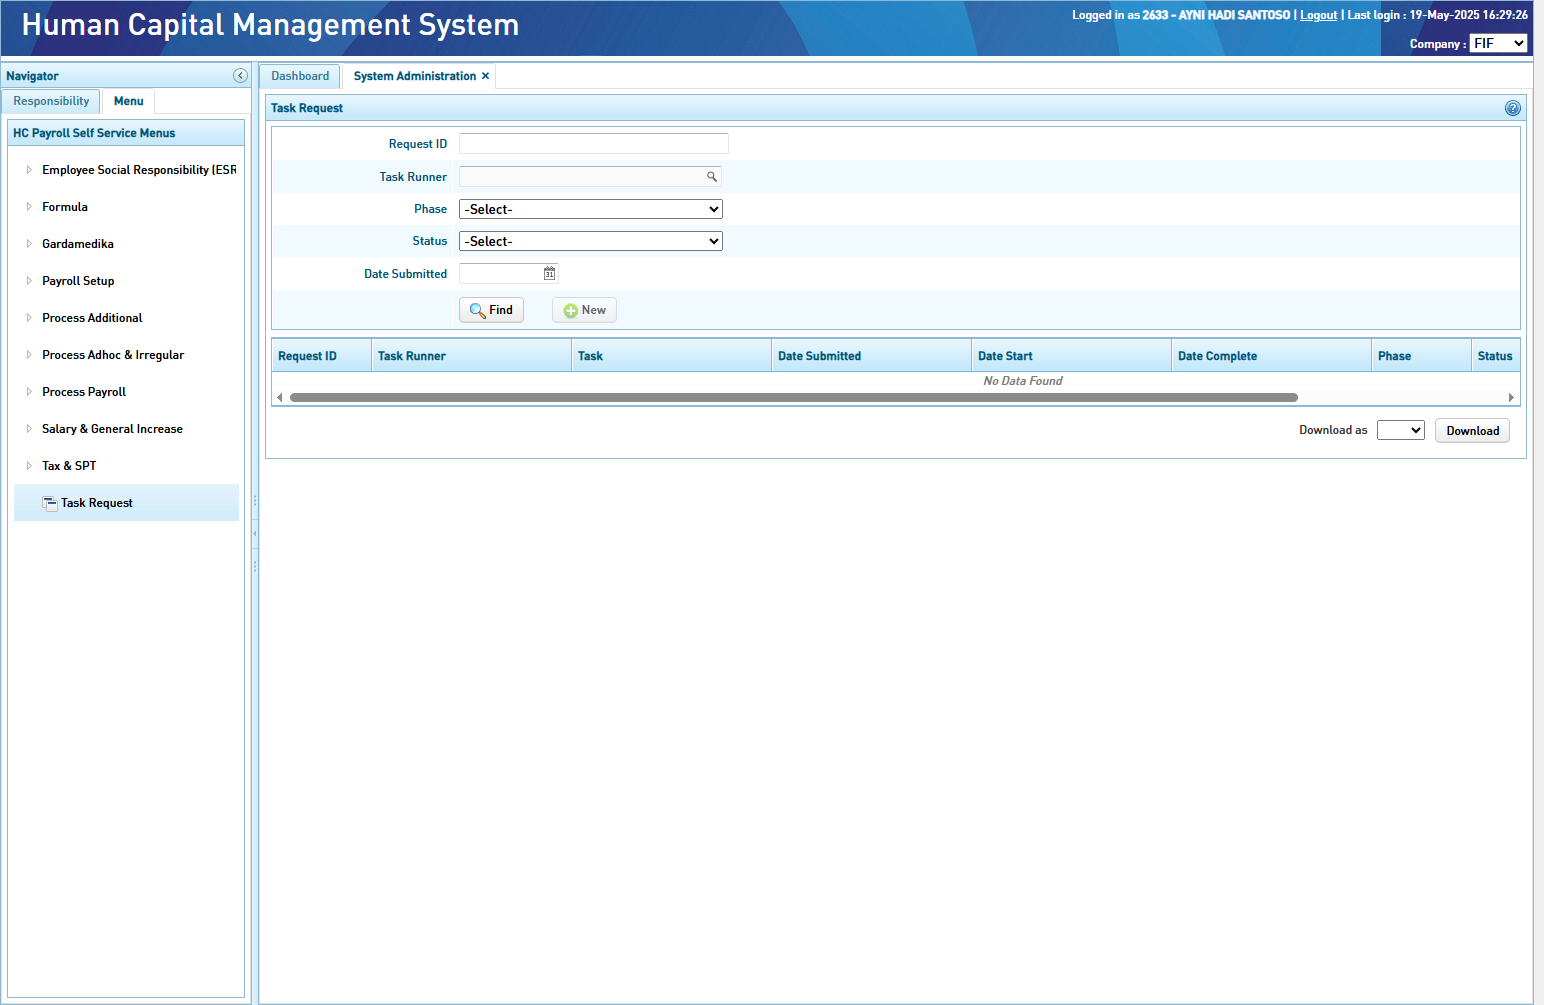 Human Capital Management System
Logged in as 2633 - AYNI HADI SANTOSO | Logout | Last login : 19-May-2025 16:29:26
Company : FIF
Navigator
Responsibility Menu
HC Payroll Self Service Menus
Employee Social Responsibility (ESR
Formula
Gardamedika
Payroll Setup
Process Additional
Process Adhoc & Irregular
Process Payroll
Salary & General Increase
Tax & SPT
Task Request
Dashboard System Administration ×
Task Request
Request ID
Task Runner
Phase -Select-
Status -Select-
Date Submitted 31
Find New
Request ID Task Runner Task Date Submitted Date Start Date Complete Phase Status
No Data Found
Download as Download